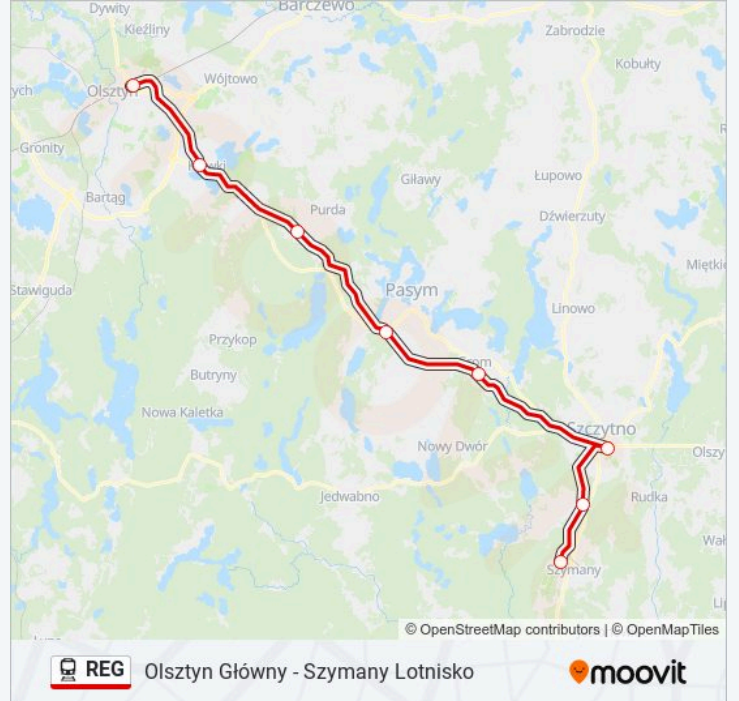 Dywity
Barczewo
Kieźliny
Zabrodzie
Kobułty
Wójtowo
Olsztyn
Gronity
Giławy
Łupowo
Bartąg
Purda
Dźwierzuty
Stawiguda
Pasym
Linowo
Przykop
Butryny
Grom
Nowa Kaletka
Szczytno
Nowy Dwór
Jedwabno
Rudka
Szymany
© OpenStreetMap contributors | © OpenMapTiles
REG Olsztyn Główny - Szymany Lotnisko
moovit